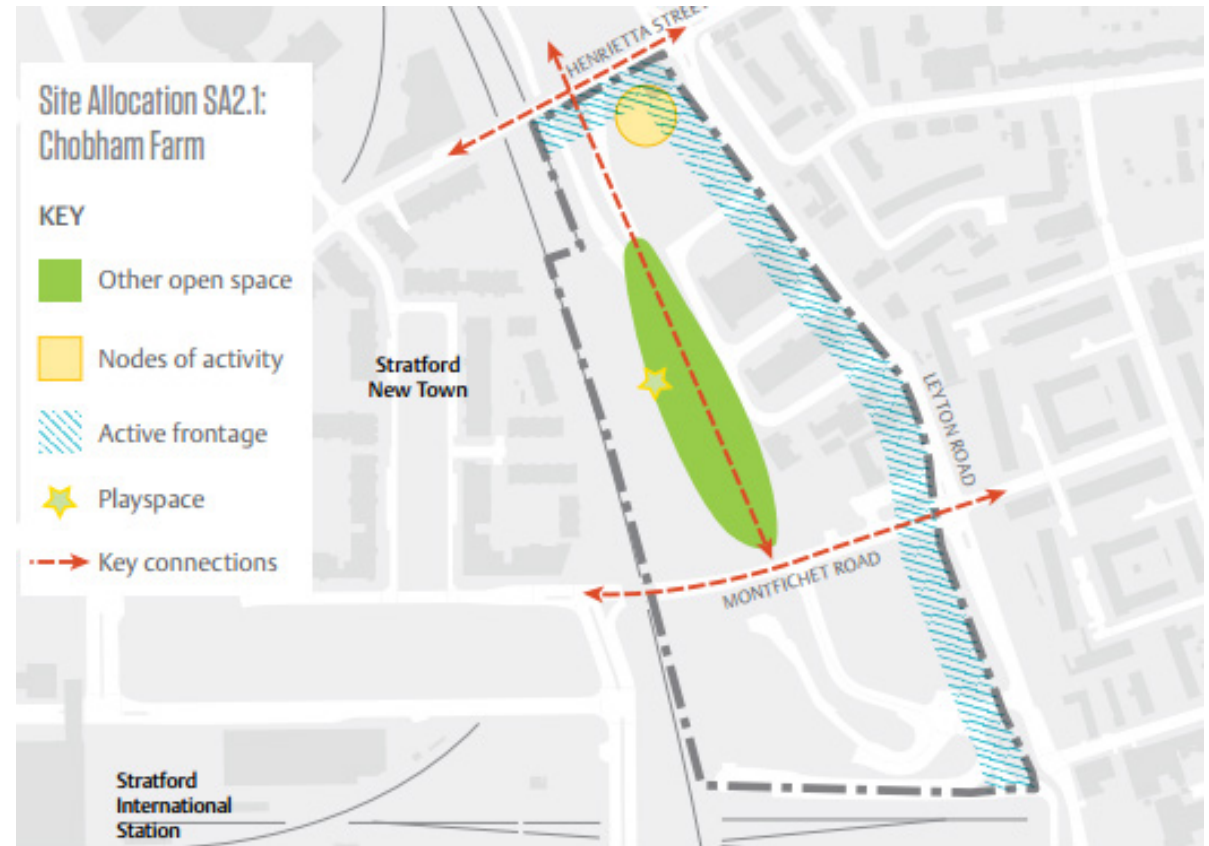 Site Allocation SA2.1:
Chobham Farm
KEY
Other open space
Nodes of activity
Active frontage
Playspace
Key connections
HENRIETTA STREET
Stratford
New Town
LEYTON ROAD
MONTFICHET ROAD
Stratford
International
Station